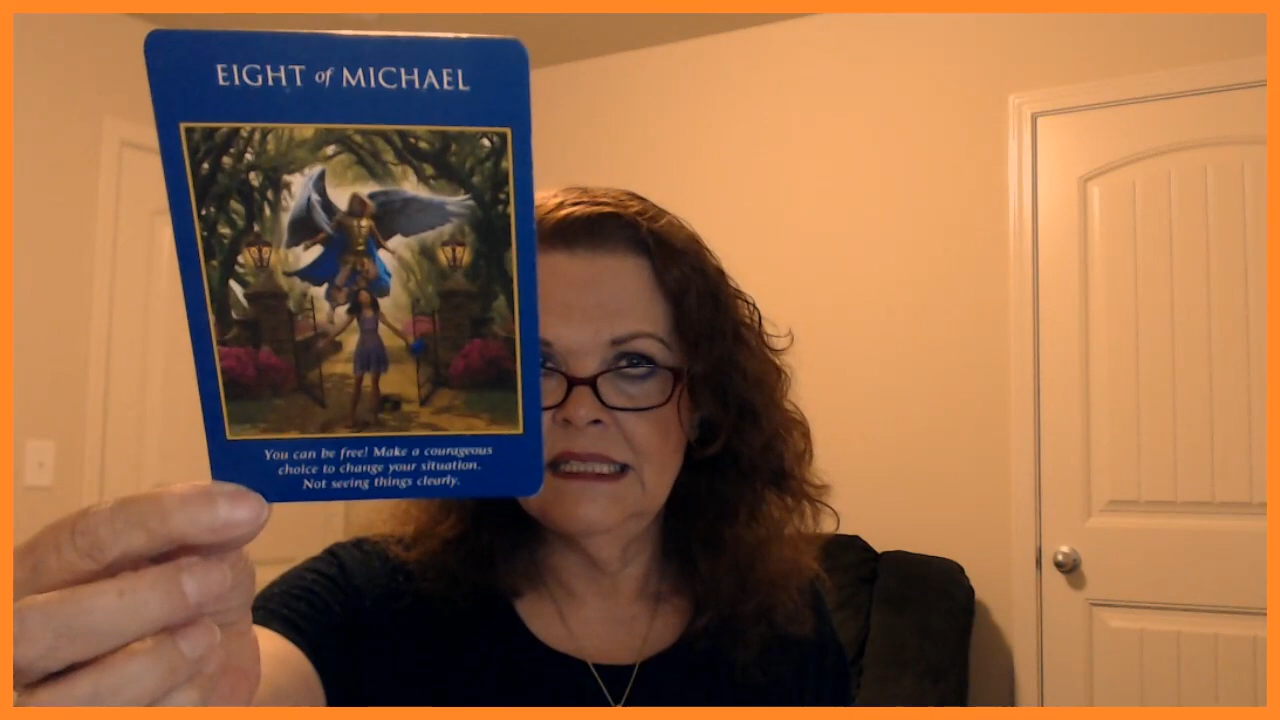 EIGHT of MICHAEL
You can be free! Make a courageous
choice to change your situation.
Not seeing things clearly.